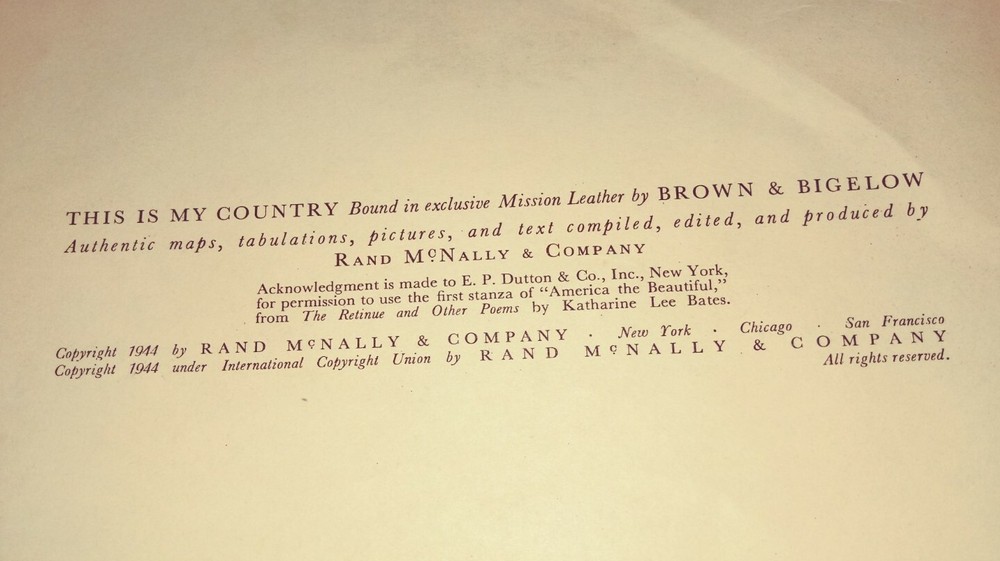 THIS IS MY COUNTRY Bound in exclusive Mission Leather by BROWN & BIGELOW
Authentic maps, tabulations, pictures, and text compiled, edited, and produced by
RAND MCNALLY & COMPANY
Acknowledgment is made to E. P. Dutton & Co., Inc., New York,
for permission to use the first stanza of “America the Beautiful,”
from The Retinue and Other Poems by Katharine Lee Bates.
Copyright 1944 by RAND MCNALLY & COMPANY · New York · Chicago · San Francisco
Copyright 1944 under International Copyright Union by RAND MCNALLY & COMPANY
All rights reserved.